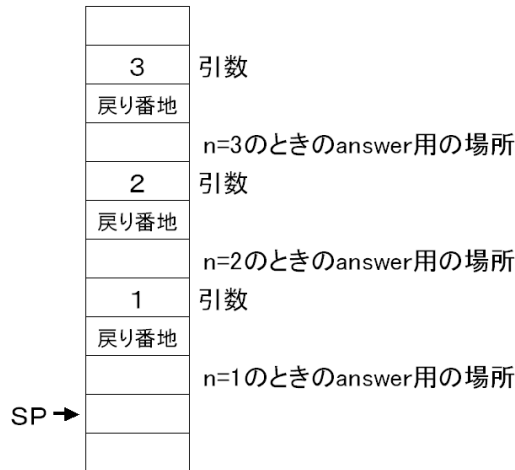 3 引数
戻り番地
n=3のときのanswer用の場所
2 引数
戻り番地
n=2のときのanswer用の場所
1 引数
戻り番地
n=1のときのanswer用の場所
SP→